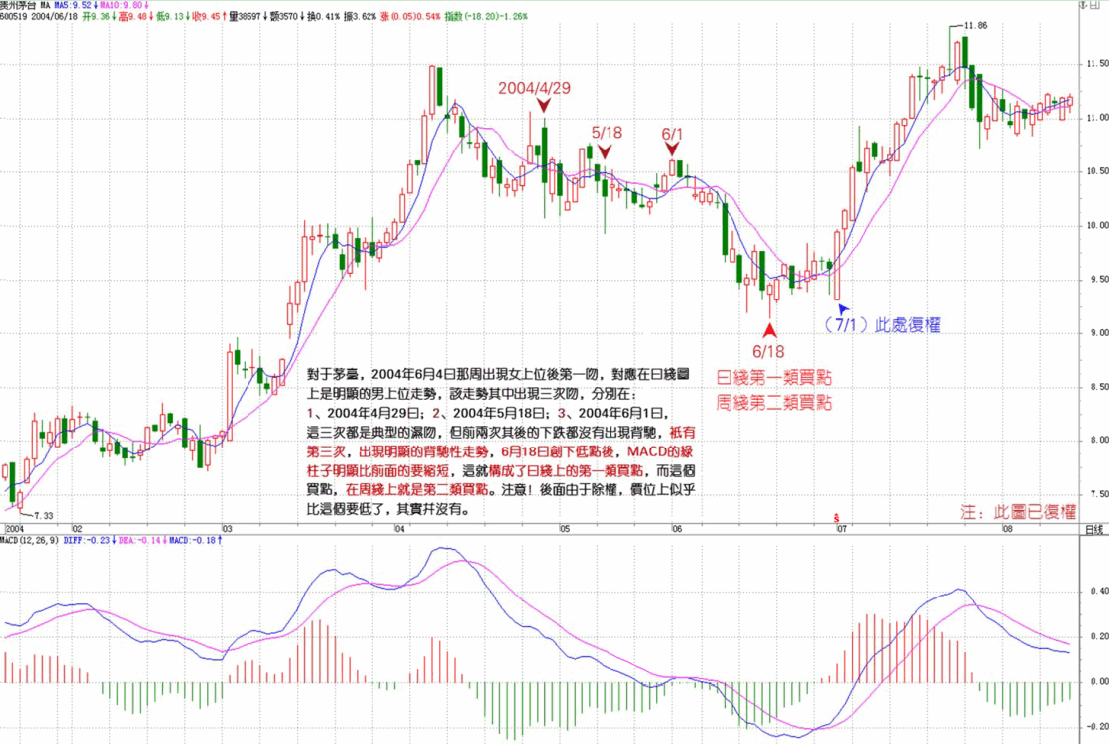 贵州茅台 MA MA5:9.52↓MA10:9.80↓
600519 2004/06/18 开9.36↓高9.48↓低9.13↓收9.45↑量38697↓额3570↓换0.41% 振3.62% 涨(0.05)0.54% 指数(-18.20)-1.26%
11.86
11.50
2004/4/29
5/18
6/1
11.00
10.50
10.00
9.50
（7/1）此處復權
9.00
6/18
日綫第一類買點
周綫第二類買點
8.50
對于茅臺，2004年6月4日那周出現女上位後第一吻，對應在日綫圖
上是明顯的男上位走勢，該走勢其中出現三次吻，分別在：
1、2004年4月29日；2、2004年5月18日；3、2004年6月1日，
這三次都是典型的濕吻，但前兩次其後的下跌都沒有出現背馳，衹有
第三次，出現明顯的背馳性走勢，6月18日創下低點後，MACD的綠
柱子明顯比前面的要縮短，這就構成了日綫上的第一類買點，而這個
買點，在周綫上就是第二類買點。注意！後面由于除權，價位上似乎
比這個要低了，其實并沒有。
8.00
7.50
7.33
注：此圖已復權
2004 02 03 04 05 06 07 08 日线
MACD(12,26,9) DIFF:-0.23↓DEA:-0.14↓MACD:-0.18↑
0.40
0.20
0.00
-0.20